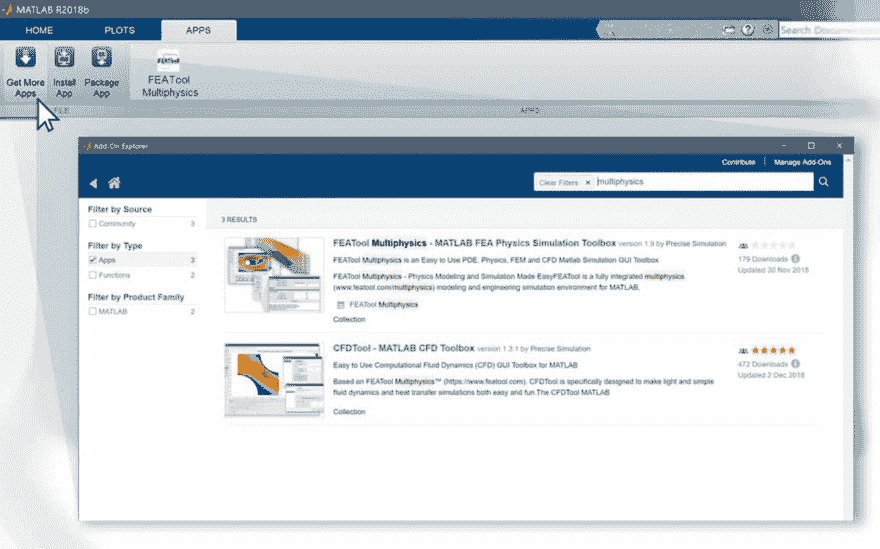 MATLAB R2018b
HOME PLOTS APPS
Search Documentation
Get More Apps
Install App
Package App
FEATool
FEATool Multiphysics
FILE
APPS
Add-On Explorer
Contribute | Manage Add-Ons
Clear Filters × multiphysics
Filter by Source
Community 3
Filter by Type
Apps 3
Functions 2
Filter by Product Family
MATLAB 2
3 RESULTS
FEATool Multiphysics - MATLAB FEA Physics Simulation Toolbox version 1.9 by Precise Simulation
FEATool Multiphysics is an Easy to Use PDE, Physics, FEM and CFD Matlab Simulation GUI Toolbox
FEATool Multiphysics - Physics Modeling and Simulation Made EasyFEATool is a fully integrated multiphysics
(www.featool.com/multiphysics) modeling and engineering simulation environment for MATLAB,
FEATool Multiphysics
Collection
179 Downloads
Updated 20 Nov 2018
CFDTool - MATLAB CFD Toolbox version 1.3.1 by Precise Simulation
Easy to Use Computational Fluid Dynamics (CFD) GUI Toolbox for MATLAB
Based on FEATool Multiphysics™ (https://www.featool.com), CFDTool is specifically designed to make light and simple
fluid dynamics and heat transfer simulations both easy and fun.The CFDTool MATLAB
Collection
472 Downloads
Updated 2 Dec 2018